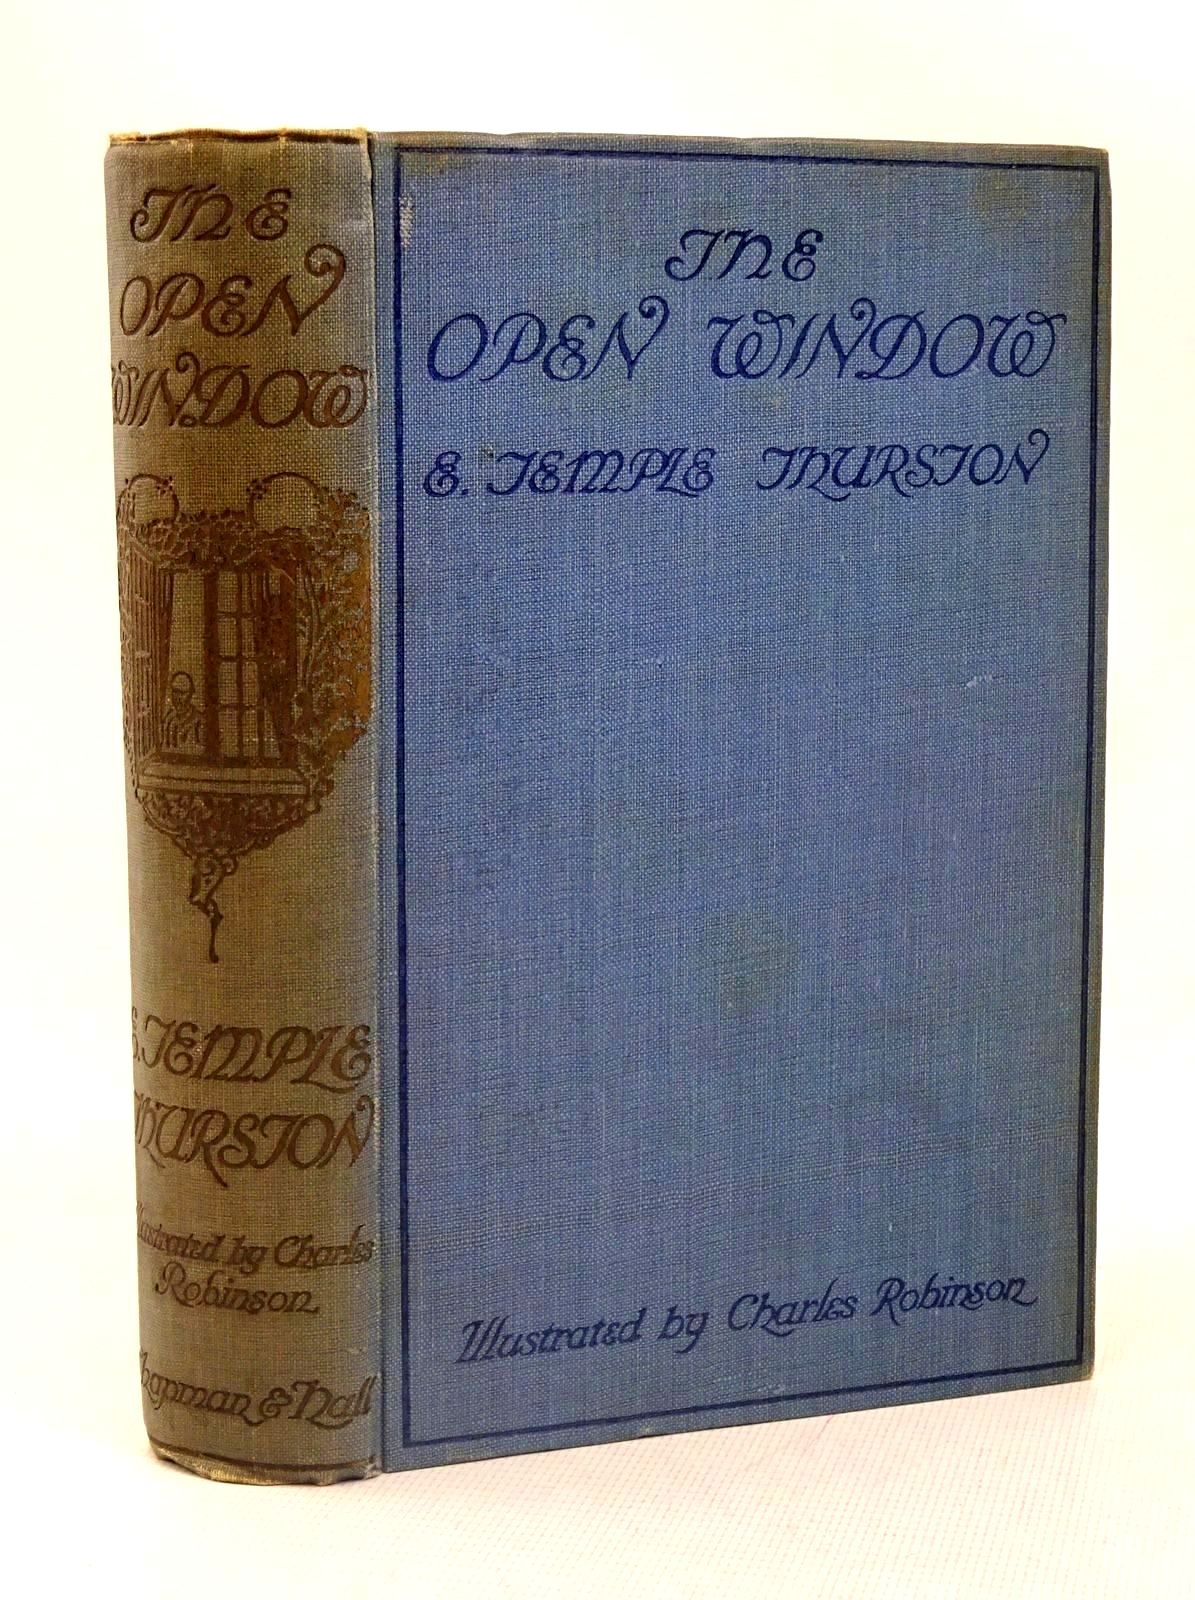 THE
OPEN
WINDOW
E. TEMPLE
THURSTON
Illustrated by Charles
Robinson
Chapman & Hall
THE
OPEN WINDOW
E. TEMPLE THURSTON
Illustrated by Charles Robinson